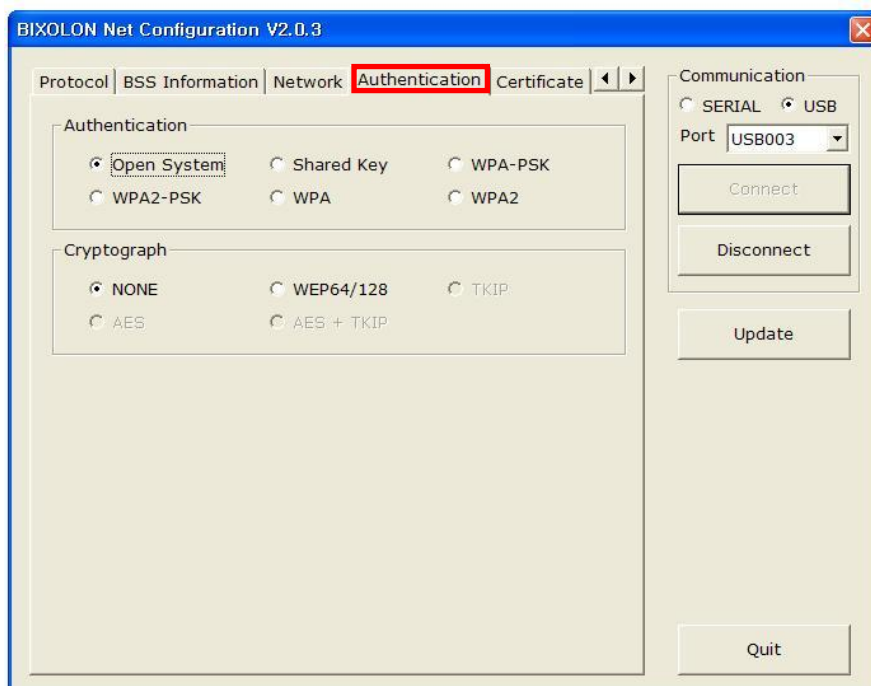 BIXOLON Net Configuration V2.0.3
Protocol BSS Information Network Authentication Certificate
Authentication
Open System Shared Key WPA-PSK
WPA2-PSK WPA WPA2
Cryptograph
NONE WEP64/128 TKIP
AES AES + TKIP
Communication
SERIAL USB
Port USB003
Connect
Disconnect
Update
Quit